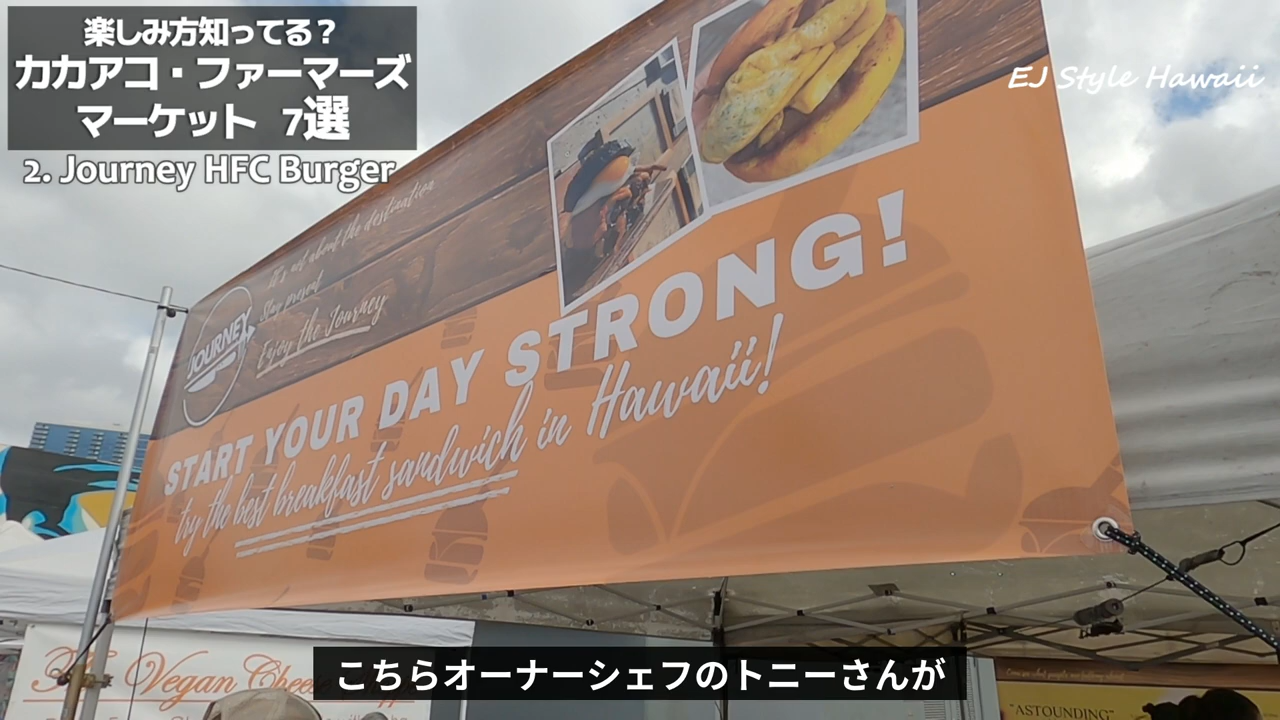 楽しみ方知ってる？
カカアコ・ファーマーズ
マーケット 7選
2. Journey HFC Burger
EJ Style Hawaii
It's not about the destination
Stay present
Enjoy the Journey
JOURNEY
START YOUR DAY STRONG!
try the best breakfast sandwich in Hawaii!
The Vegan Cheese
"ASTOUNDING"
こちらオーナーシェフのトニーさんが